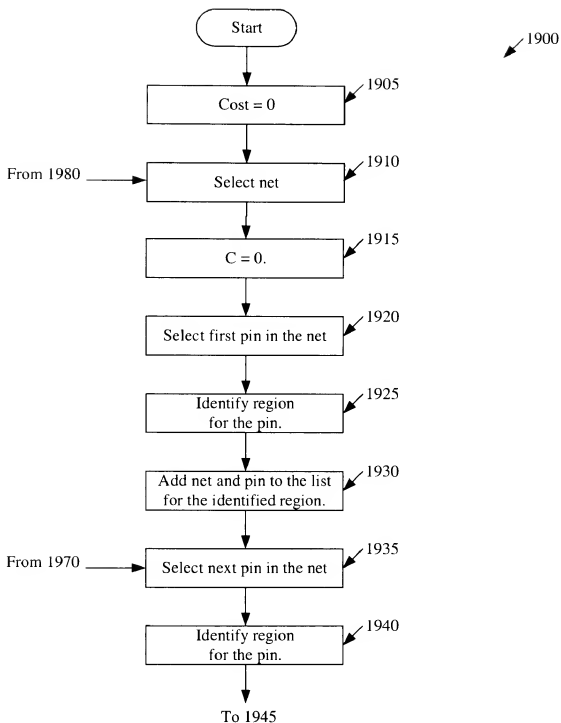 Start
1900
Cost = 0
1905
From 1980
Select net
1910
C = 0.
1915
Select first pin in the net
1920
Identify region
for the pin.
1925
Add net and pin to the list
for the identified region.
1930
From 1970
Select next pin in the net
1935
Identify region
for the pin.
1940
To 1945